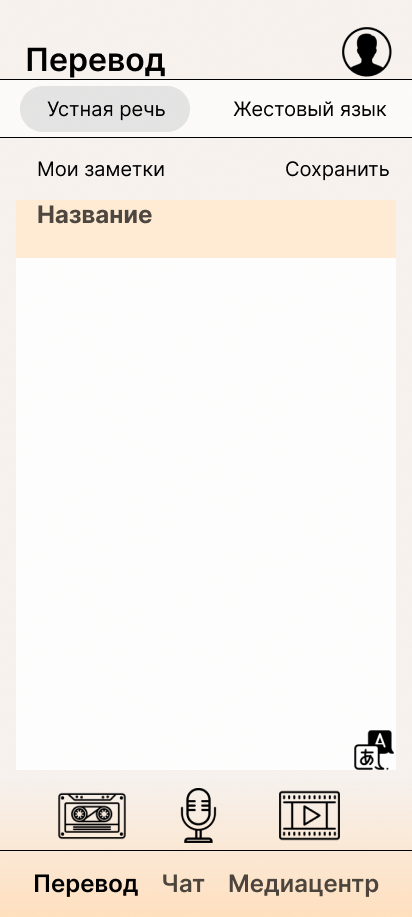 Перевод
Устная речь Жестовый язык
Мои заметки Сохранить
Название
A
あ
Перевод Чат Медиацентр